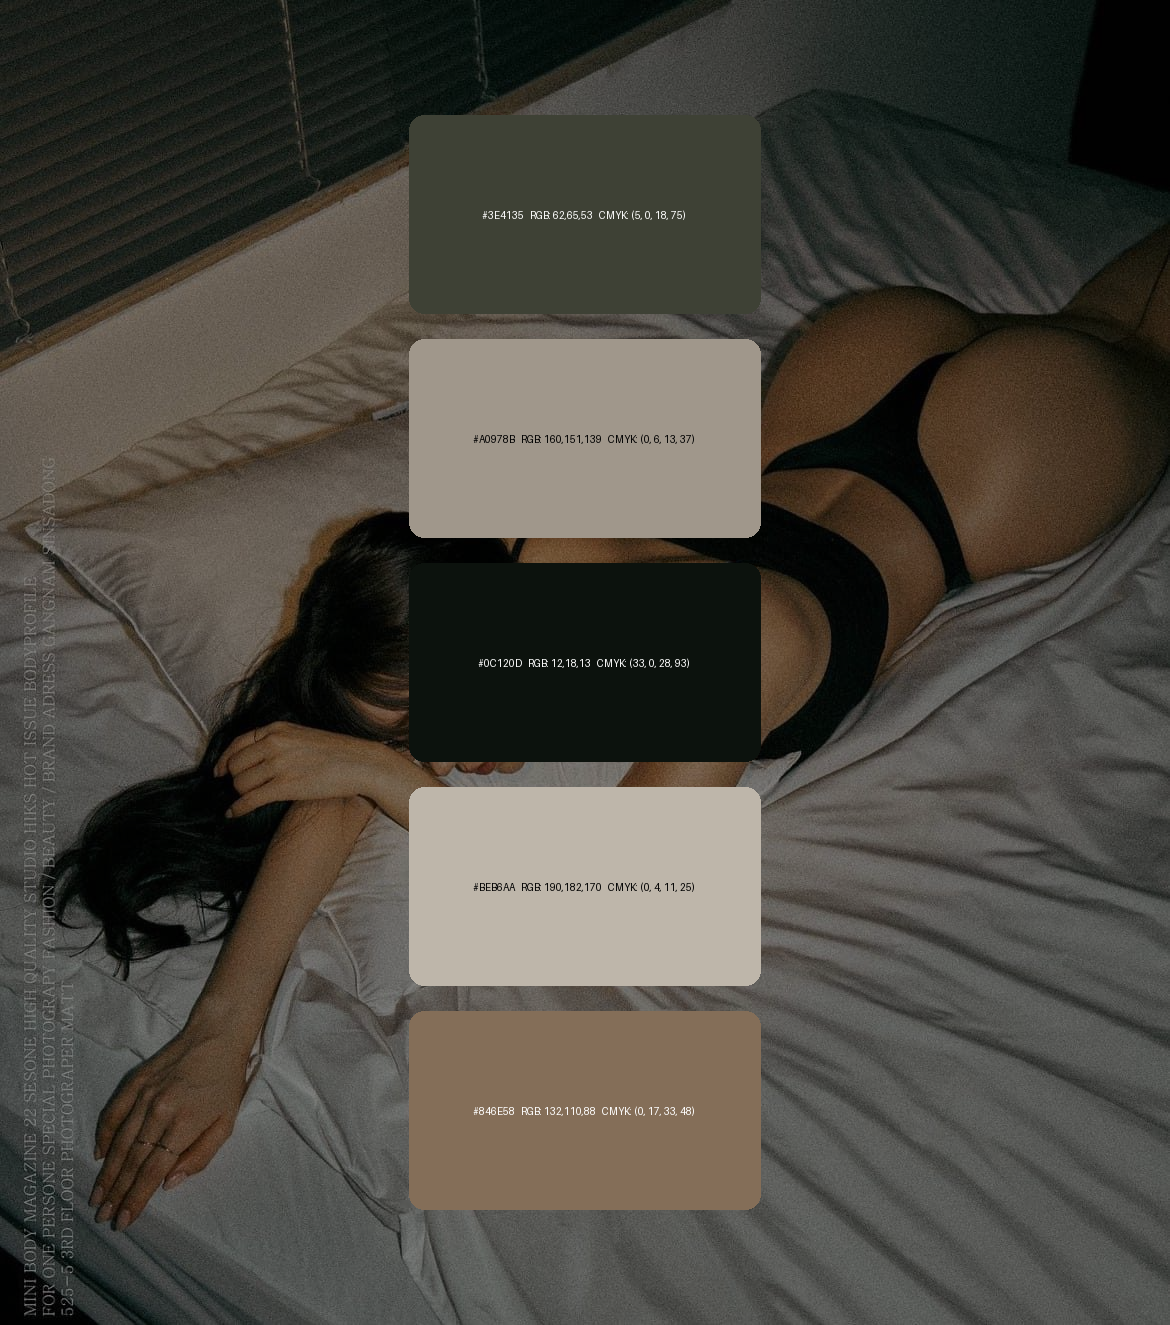 #3E4135 RGB: 62,65,53 CMYK: (5, 0, 18, 75)
#A0978B RGB: 160,151,139 CMYK: (0, 6, 13, 37)
#0C120D RGB: 12,18,13 CMYK: (33, 0, 28, 93)
#BEB6AA RGB: 190,182,170 CMYK: (0, 4, 11, 25)
#846E58 RGB: 132,110,88 CMYK: (0, 17, 33, 48)
MINI BODY MAGAZINE 22 SESONE HIGH QUALITY STUDIO HIKS HOT ISSUE BODYPROFILE
FOR ONE PERSONE SPECIAL PHOTOGRAPY FASHION / BEAUTY / BRAND ADRESS GANGNAM SINSADONG
525-5 3RD FLOOR PHOTOGRAPER MATT